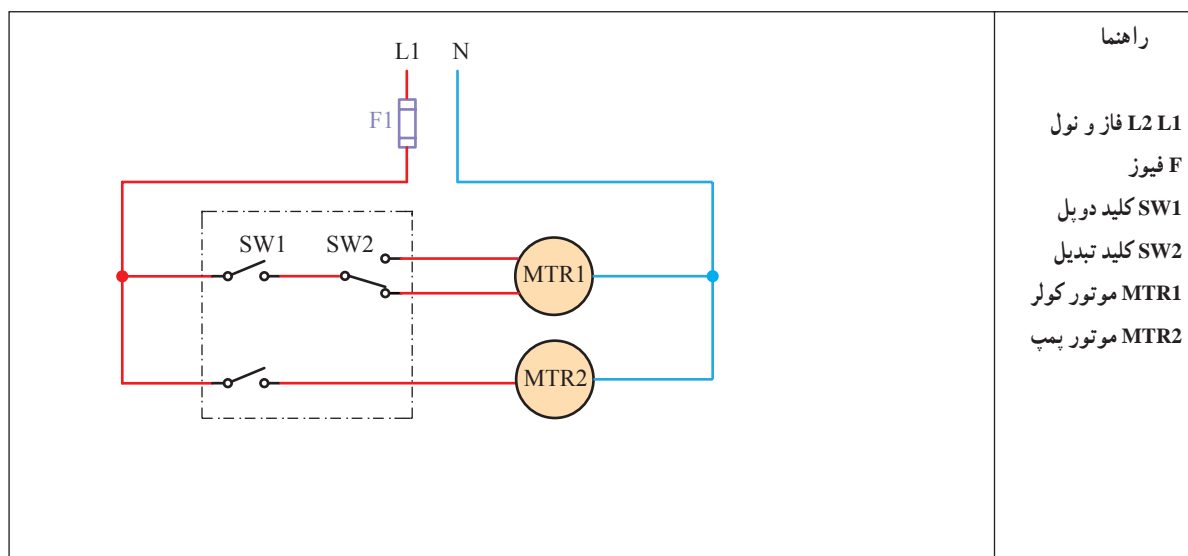 L1 N
F1
SW1 SW2
MTR1
MTR2
راهنما
L2 L1 فاز و نول
F فیوز
SW1 کلید دوپل
SW2 کلید تبدیل
MTR1 موتور کولر
MTR2 موتور پمپ